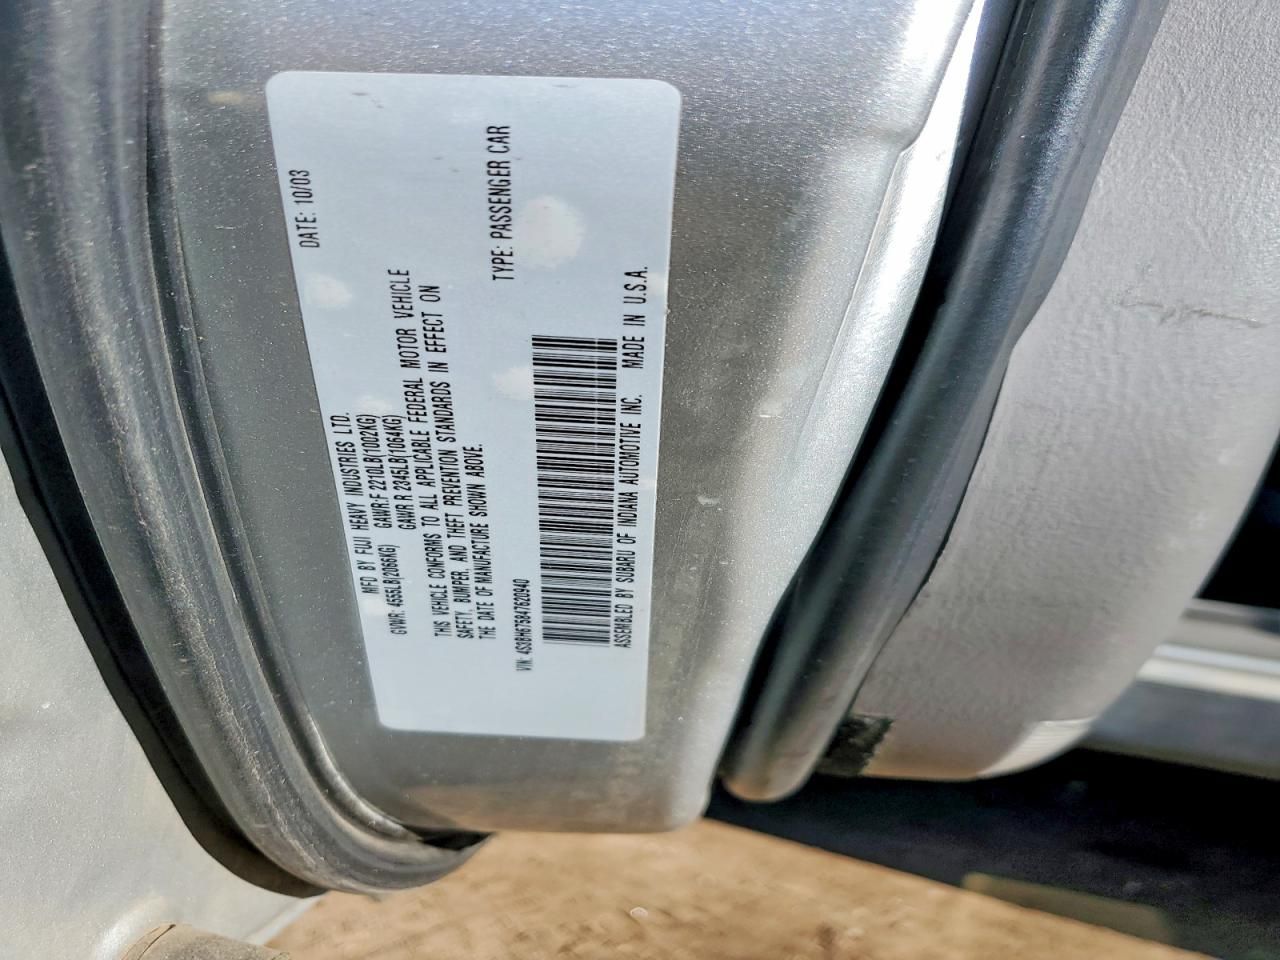 MFD BY FUJI HEAVY INDUSTRIES LTD. DATE: 10/03
GVWR: 4555LB(2066KG) GAWR:F 2210LB(1002KG)
GAWR R 2345LB(1064KG)
THIS VEHICLE CONFORMS TO ALL APPLICABLE FEDERAL MOTOR VEHICLE
SAFETY, BUMPER, AND THEFT PREVENTION STANDARDS IN EFFECT ON
THE DATE OF MANUFACTURE SHOWN ABOVE.
VIN: 4S3BH675847620940 TYPE: PASSENGER CAR
ASSEMBLED BY SUBARU OF INDIANA AUTOMOTIVE INC. MADE IN U.S.A.